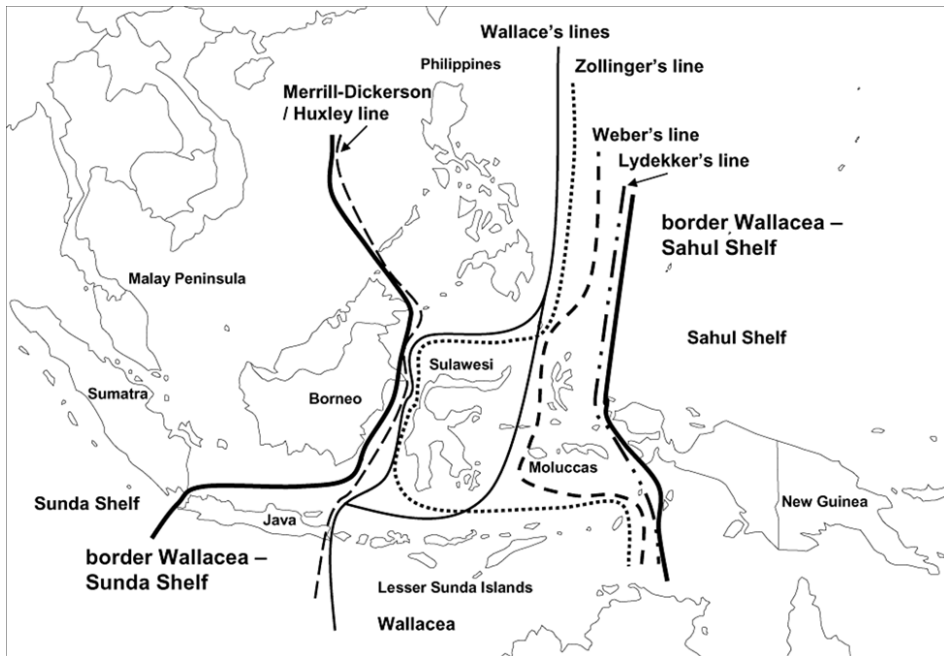 Wallace's lines
Philippines
Zollinger's line
Merrill-Dickerson
/ Huxley line
Weber's line
Lydekker's line
border Wallacea –
Sahul Shelf
Malay Peninsula
Sahul Shelf
Sulawesi
Sumatra
Borneo
Moluccas
Sunda Shelf
New Guinea
Java
border Wallacea –
Sunda Shelf
Lesser Sunda Islands
Wallacea